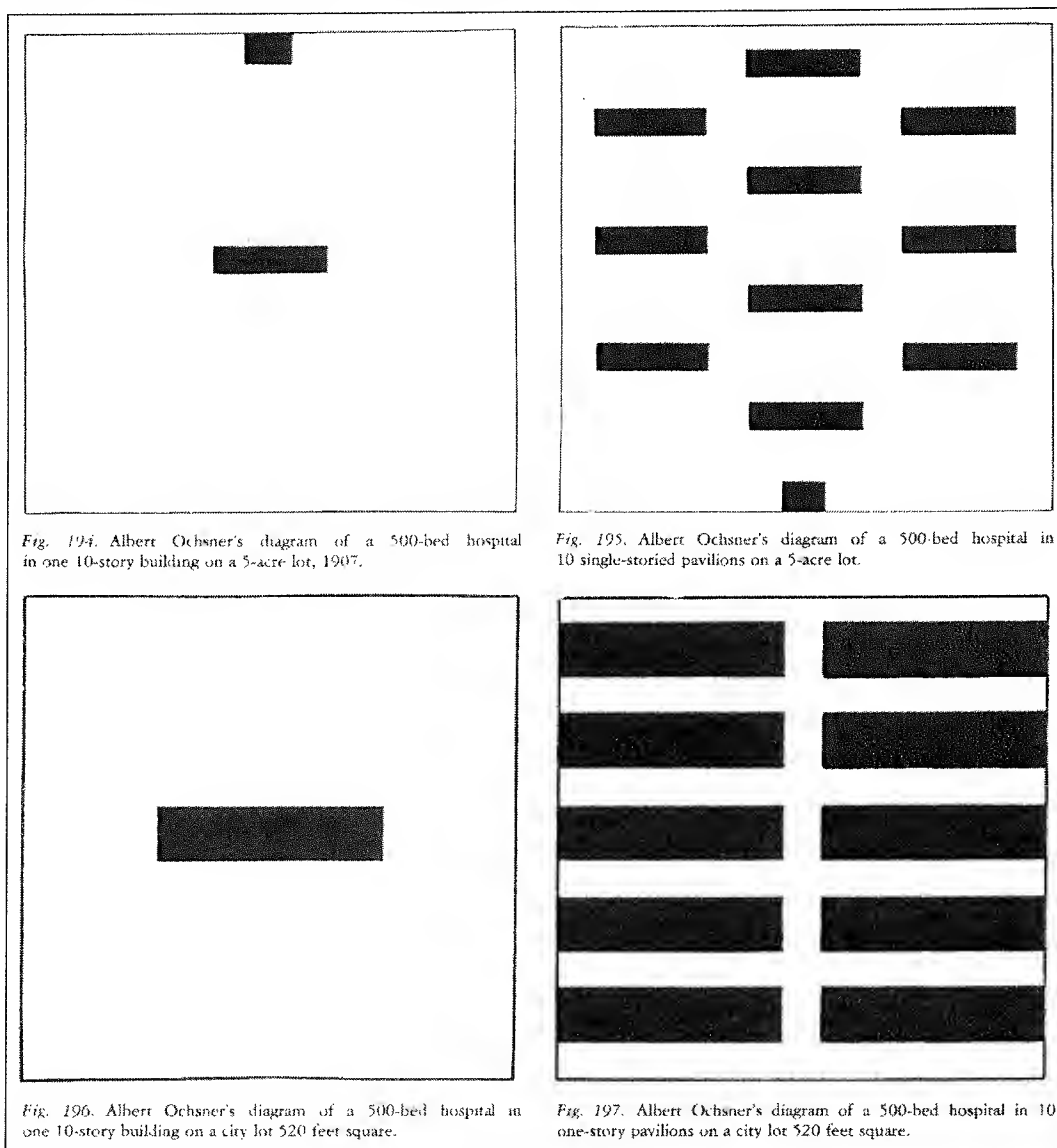 Fig. 194. Albert Ochsner's diagram of a 500-bed hospital
in one 10-story building on a 5-acre lot, 1907.
Fig. 195. Albert Ochsner's diagram of a 500-bed hospital in
10 single-storied pavilions on a 5-acre lot.
Fig. 196. Albert Ochsner's diagram of a 500-bed hospital in
one 10-story building on a city lot 520 feet square.
Fig. 197. Albert Ochsner's diagram of a 500-bed hospital in 10
one-story pavilions on a city lot 520 feet square.